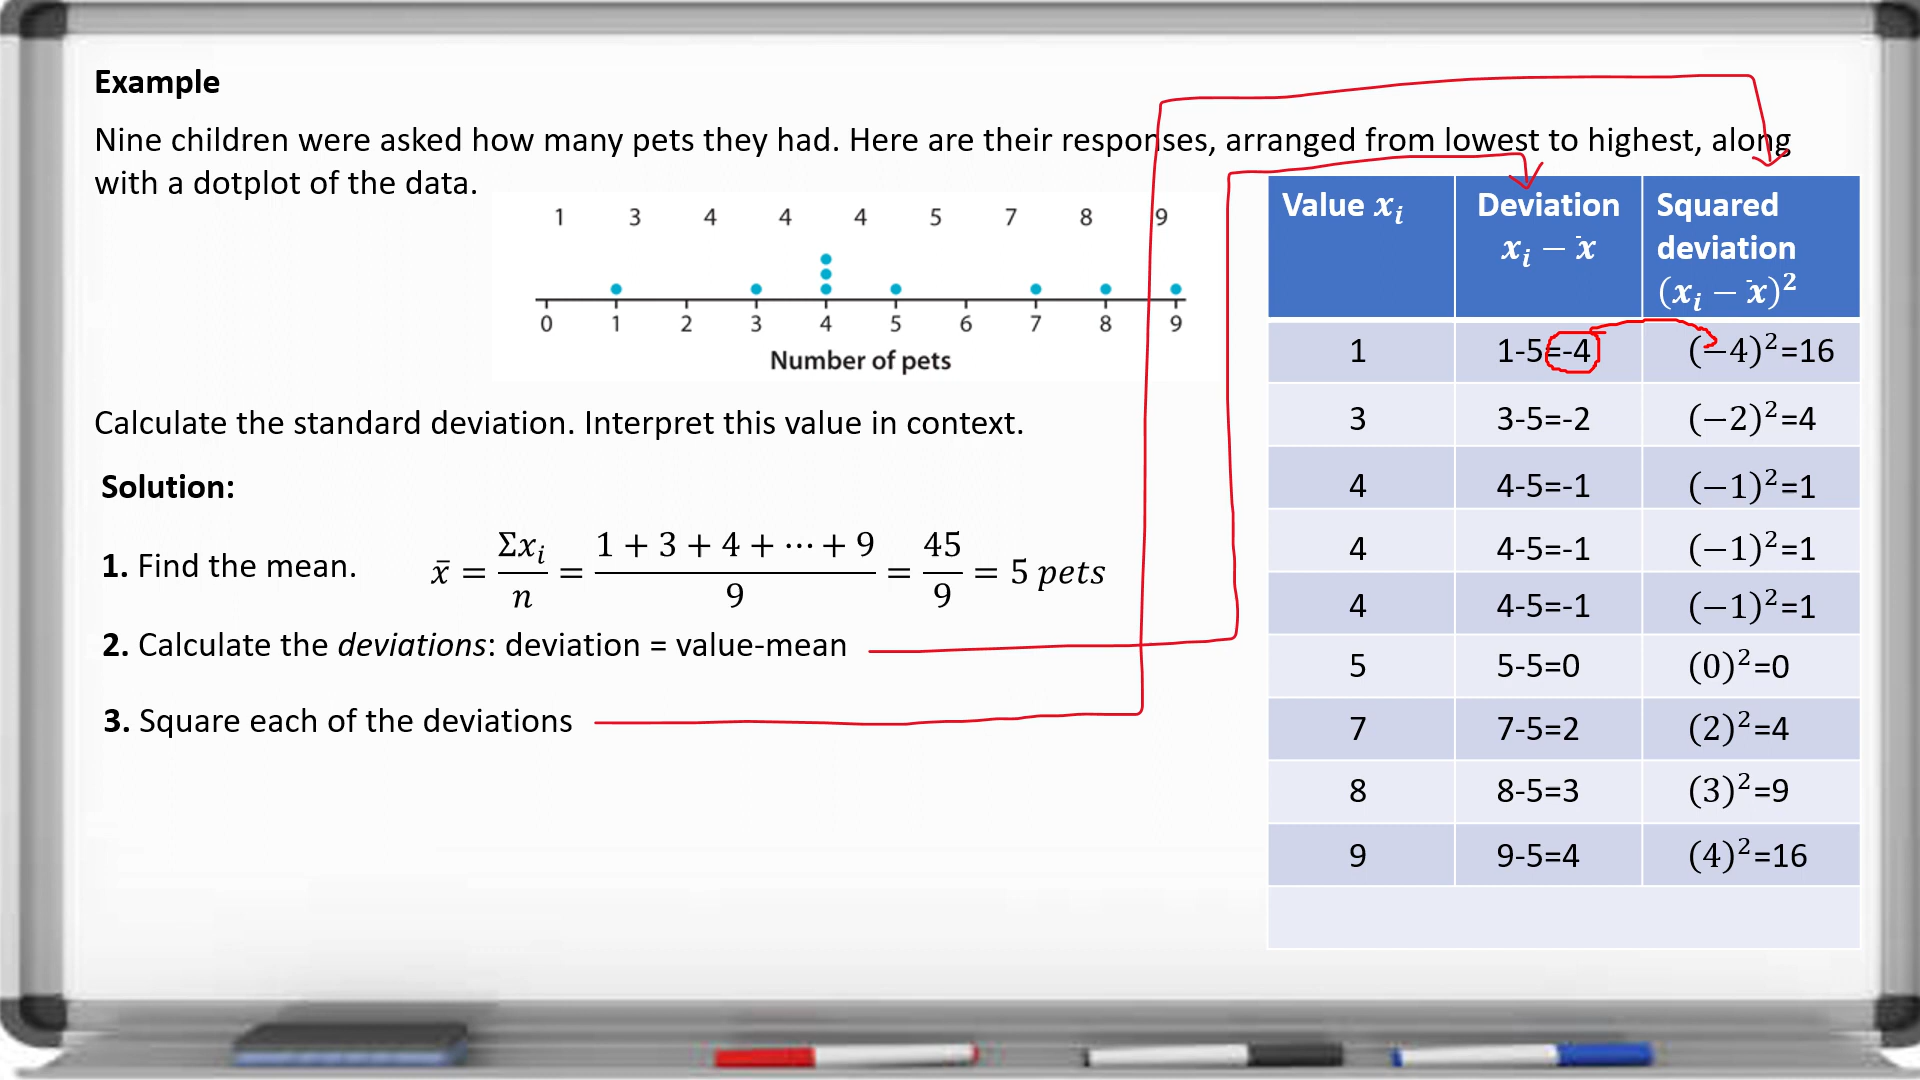 Example
Nine children were asked how many pets they had. Here are their responses, arranged from lowest to highest, along
with a dotplot of the data.
1 3 4 4 4 5 7 8 9
0 1 2 3 4 5 6 7 8 9
Number of pets
Calculate the standard deviation. Interpret this value in context.
Solution:
1. Find the mean. x̄ = Σxᵢ/n = (1 + 3 + 4 + ⋯ + 9)/9 = 45/9 = 5 pets
2. Calculate the deviations: deviation = value-mean
3. Square each of the deviations
Value xᵢ | Deviation xᵢ − x̄ | Squared deviation (xᵢ − x̄)²
1 | 1-5=-4 | (−4)²=16
3 | 3-5=-2 | (−2)²=4
4 | 4-5=-1 | (−1)²=1
4 | 4-5=-1 | (−1)²=1
4 | 4-5=-1 | (−1)²=1
5 | 5-5=0 | (0)²=0
7 | 7-5=2 | (2)²=4
8 | 8-5=3 | (3)²=9
9 | 9-5=4 | (4)²=16